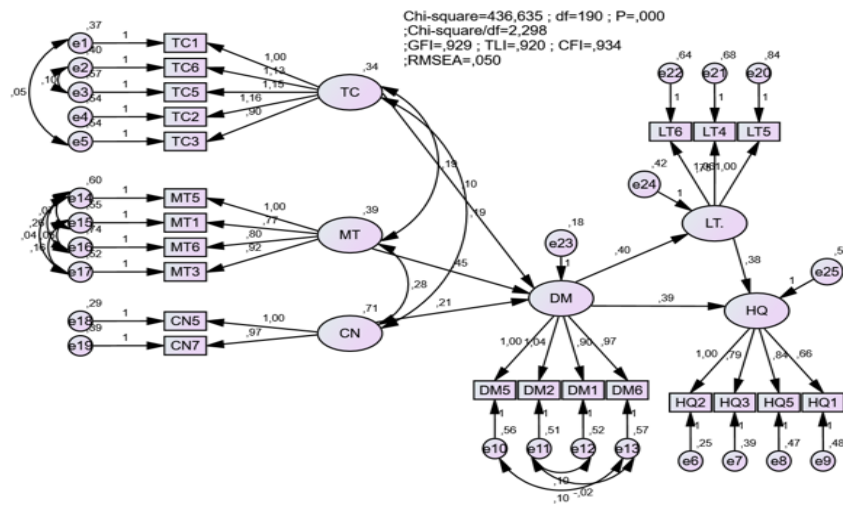 Chi-square=436,635 ; df=190 ; P=,000
;Chi-square/df=2,298
;GFI=,929 ; TLI=,920 ; CFI=,934
;RMSEA=,050
,37
e1 1 TC1
,40
e2 1 TC6
,57
e3 1 TC5
,54
e4 1 TC2
,54
e5 1 TC3
,10
,05
1,00
1,13
1,15
1,16
,90
,34
TC
,19
,10
,19
,60
e14 1 MT5
,55
e15 1 MT1
,74
e16 1 MT6
,52
e17 1 MT3
,04
,16
1,00
,77
,80
,92
,39
MT
,45
,28
,29
e18 1 CN5
,39
e19 1 CN7
1,00
,97
,71
CN
,21
,64 ,68 ,84
e22 e21 e20
1 1 1
LT6 LT4 LT5
1,00
,42
e24
1
LT.
,18
e23
1
,40
,38
DM
,39
e25
1
HQ
1,00 1,04 ,90 ,97
DM5 DM2 DM1 DM6
1 1 1 1
,56 ,51 ,52 ,57
e10 e11 e12 e13
,10 -,02
,10
1,00 ,79 ,84 ,66
HQ2 HQ3 HQ5 HQ1
1 1 1 1
,25 ,39 ,47 ,48
e6 e7 e8 e9